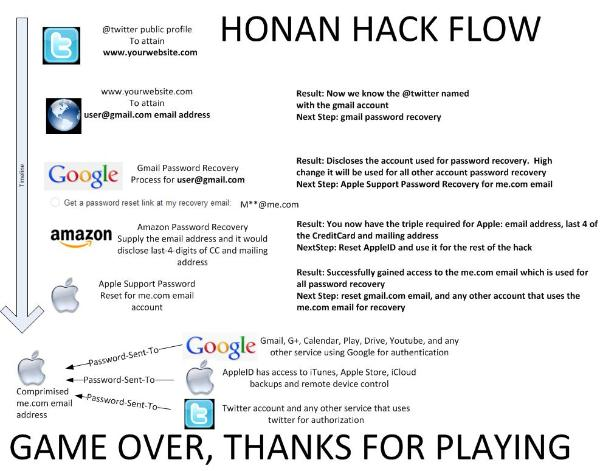 HONAN HACK FLOW
Timeline
@twitter public profile
To attain
www.yourwebsite.com
www.yourwebsite.com
To attain
user@gmail.com email address
Result: Now we know the @twitter named
with the gmail account
Next Step: gmail password recovery
Google
Gmail Password Recovery
Process for user@gmail.com
Result: Discloses the account used for password recovery. High
change it will be used for all other account password recovery
Next Step: Apple Support Password Recovery for me.com email
Get a password reset link at my recovery email: M**@me.com
amazon
Amazon Password Recovery
Supply the email address and it would
disclose last-4-digits of CC and mailing
address
Result: You now have the triple required for Apple: email address, last 4 of
the CreditCard and mailing address
NextStep: Reset AppleID and use it for the rest of the hack
Apple Support Password
Reset for me.com email
account
Result: Successfully gained access to the me.com email which is used for
all password recovery
Next Step: reset gmail.com email, and any other account that uses the
me.com email for recovery
Password-Sent-To
Google
Gmail, G+, Calendar, Play, Drive, Youtube, and any
other service using Google for authentication
Password-Sent-To
AppleID has access to iTunes, Apple Store, iCloud
backups and remote device control
Comprimised
me.com email
address
Password-Sent-To
Twitter account and any other service that uses
twitter for authorization
GAME OVER, THANKS FOR PLAYING